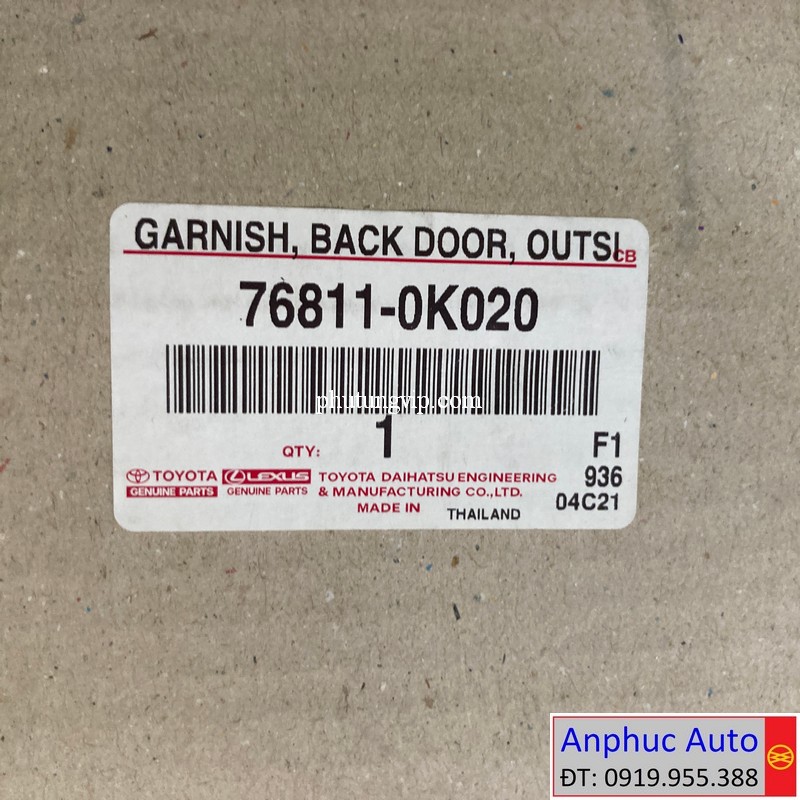 GARNISH, BACK DOOR, OUTSI
CB
76811-0K020
phutungvip.com
QTY: 1
F1
TOYOTA LEXUS TOYOTA DAIHATSU ENGINEERING 936
GENUINE PARTS GENUINE PARTS & MANUFACTURING CO.,LTD. 04C21
MADE IN THAILAND
Anphuc Auto
ĐT: 0919.955.388